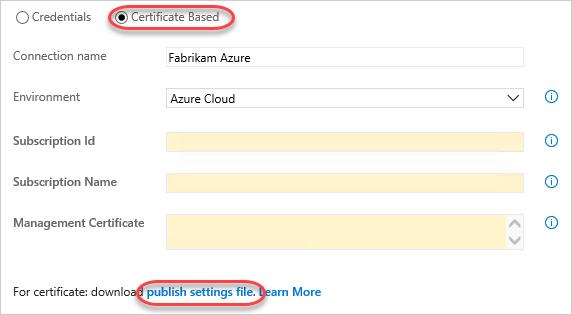 Credentials Certificate Based
Connection name Fabrikam Azure
Environment Azure Cloud
Subscription Id
Subscription Name
Management Certificate
For certificate: download publish settings file. Learn More